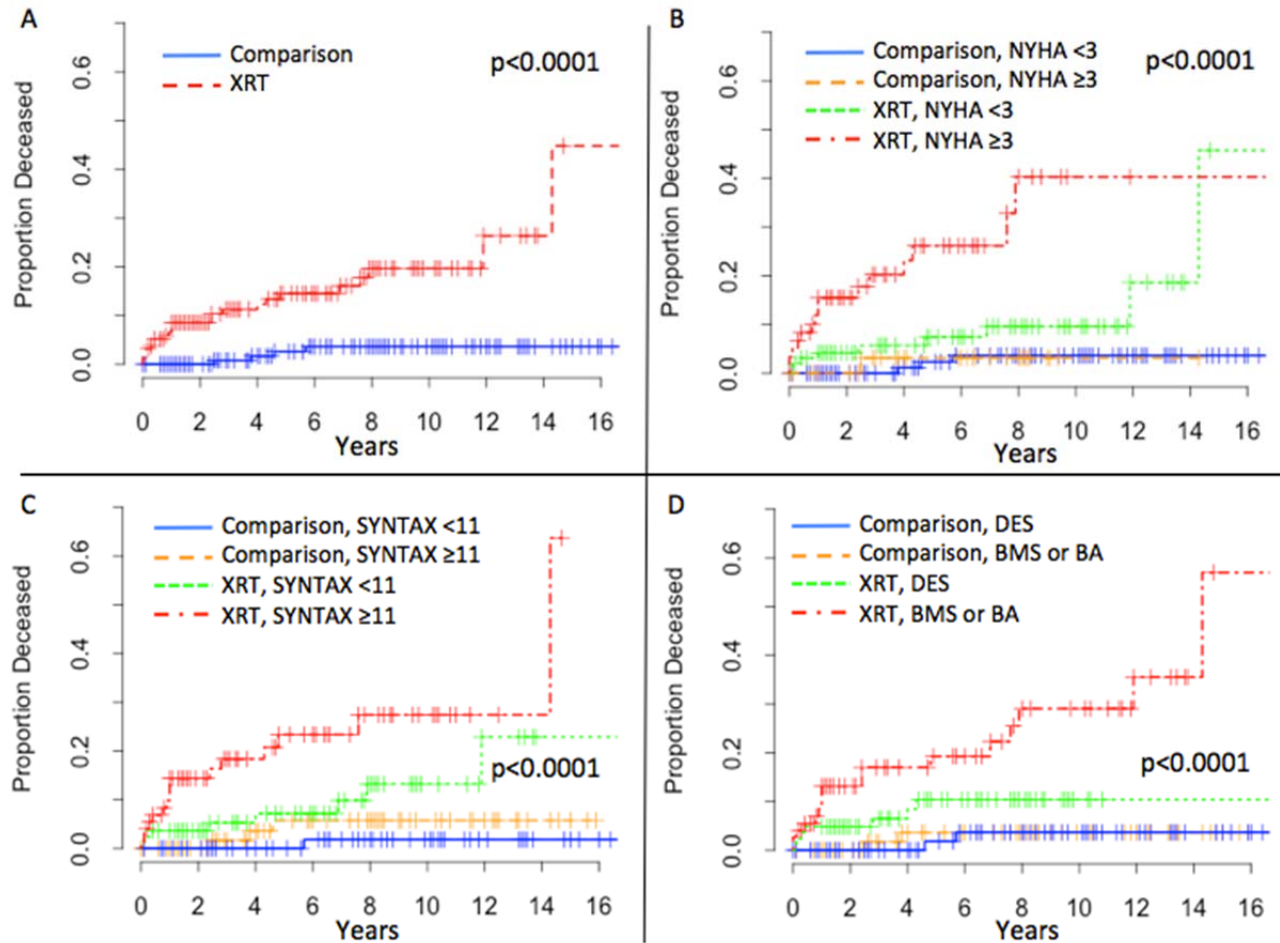 A
Comparison
XRT
p<0.0001
Proportion Deceased
0.0 0.2 0.4 0.6
0 2 4 6 8 10 12 14 16
Years
B
Comparison, NYHA <3
Comparison, NYHA ≥3
XRT, NYHA <3
XRT, NYHA ≥3
p<0.0001
Proportion Deceased
0.0 0.2 0.4 0.6
0 2 4 6 8 10 12 14 16
Years
C
Comparison, SYNTAX <11
Comparison, SYNTAX ≥11
XRT, SYNTAX <11
XRT, SYNTAX ≥11
p<0.0001
Proportion Deceased
0.0 0.2 0.4 0.6
0 2 4 6 8 10 12 14 16
Years
D
Comparison, DES
Comparison, BMS or BA
XRT, DES
XRT, BMS or BA
p<0.0001
Proportion Deceased
0.0 0.2 0.4 0.6
0 2 4 6 8 10 12 14 16
Years